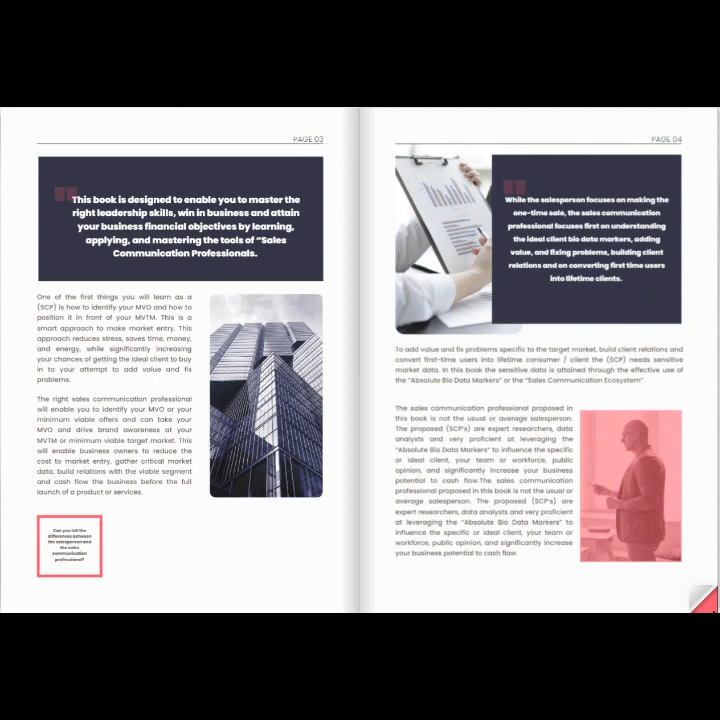 PAGE 03
This book is designed to enable you to master the
right leadership skills, win in business and attain
your business financial objectives by learning,
applying, and mastering the tools of “Sales
Communication Professionals.
One of the first things you will learn as a
(SCP) is how to identify your MVO and how to
position it in front of your MVTM. This is a
smart approach to make market entry. This
approach reduces stress, saves time, money,
and energy, while significantly increasing
your chances of getting the ideal client to buy
in to your attempt to add value and fix
problems.
The right sales communication professional
will enable you to identify your MVO or your
minimum viable offers and can take your
MVO and drive brand awareness at your
MVTM or minimum viable target market. This
will enable business owners to reduce the
cost to market entry, gather critical market
data, build relations with the viable segment
and cash flow the business before the full
launch of a product or services.
Can you tell the
differences between
the salesperson and
the sales
communication
professional?
PAGE 04
While the salesperson focuses on making the
one-time sale, the sales communication
professional focuses first on understanding
the ideal client bio data markers, adding
value, and fixing problems, building client
relations and on converting first time users
into lifetime clients.
To add value and fix problems specific to the target market, build client relations and
convert first-time users into lifetime consumer / client the (SCP) needs sensitive
market data. In this book the sensitive data is attained through the effective use of
the “Absolute Bio Data Markers” or the “Sales Communication Ecosystem”
The sales communication professional proposed in
this book is not the usual or average salesperson.
The proposed (SCP's) are expert researchers, data
analysts and very proficient at leveraging the
“Absolute Bio Data Markers” to influence the specific
or ideal client, your team or workforce, public
opinion, and significantly increase your business
potential to cash flow.The sales communication
professional proposed in this book is not the usual or
average salesperson. The proposed (SCP's) are
expert researchers, data analysts and very proficient
at leveraging the “Absolute Bio Data Markers” to
influence the specific or ideal client, your team or
workforce, public opinion, and significantly increase
your business potential to cash flow.